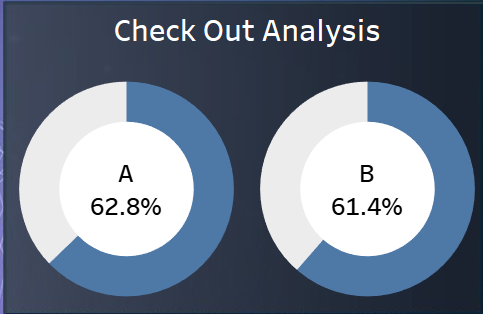 Check Out Analysis
A
62.8%
B
61.4%